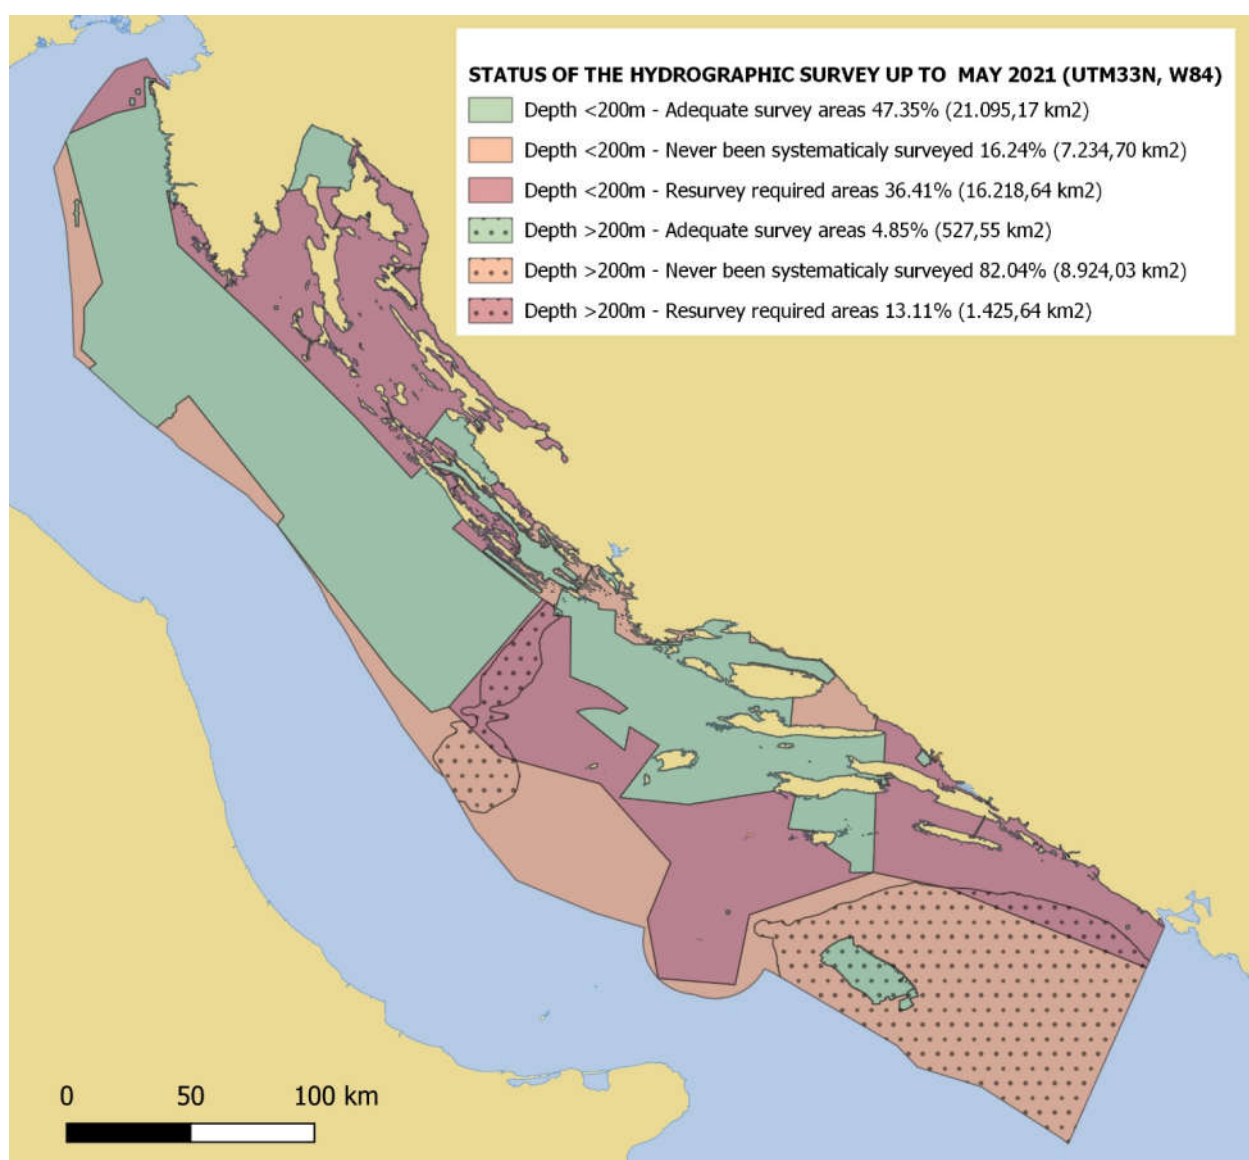 STATUS OF THE HYDROGRAPHIC SURVEY UP TO MAY 2021 (UTM33N, W84)
Depth <200m - Adequate survey areas 47.35% (21.095,17 km2)
Depth <200m - Never been systematicaly surveyed 16.24% (7.234,70 km2)
Depth <200m - Resurvey required areas 36.41% (16.218,64 km2)
Depth >200m - Adequate survey areas 4.85% (527,55 km2)
Depth >200m - Never been systematicaly surveyed 82.04% (8.924,03 km2)
Depth >200m - Resurvey required areas 13.11% (1.425,64 km2)
0 50 100 km